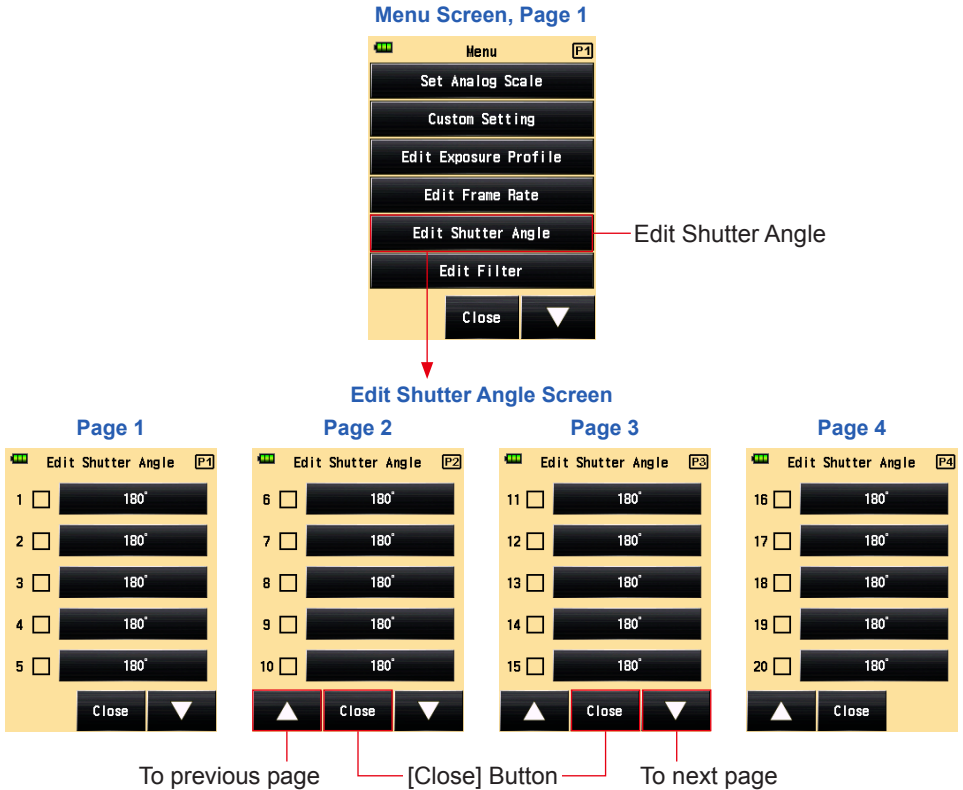 Menu Screen, Page 1
Menu P1
Set Analog Scale
Custom Setting
Edit Exposure Profile
Edit Frame Rate
Edit Shutter Angle
Edit Shutter Angle
Edit Filter
Close
Edit Shutter Angle Screen
Page 1
Edit Shutter Angle P1
1 180°
2 180°
3 180°
4 180°
5 180°
Close
Page 2
Edit Shutter Angle P2
6 180°
7 180°
8 180°
9 180°
10 180°
Close
Page 3
Edit Shutter Angle P3
11 180°
12 180°
13 180°
14 180°
15 180°
Close
Page 4
Edit Shutter Angle P4
16 180°
17 180°
18 180°
19 180°
20 180°
Close
To previous page
[Close] Button
To next page